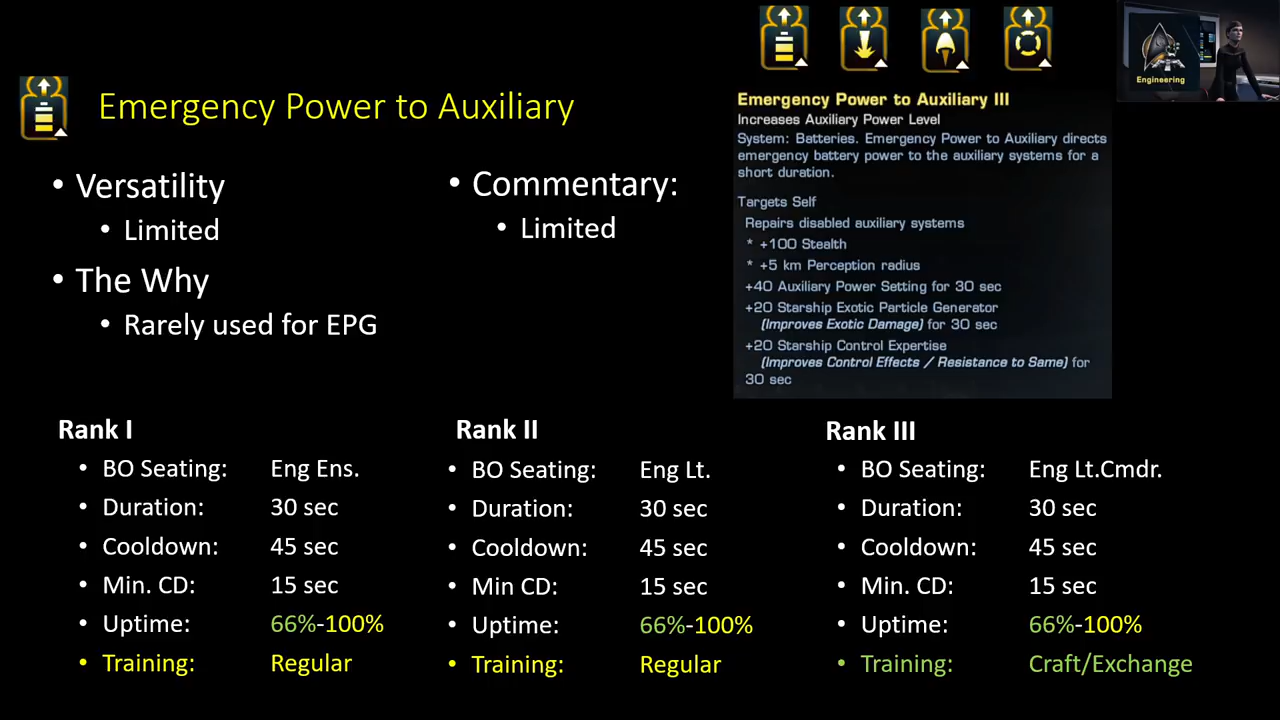 Engineering
Emergency Power to Auxiliary
• Versatility
• Limited
• The Why
• Rarely used for EPG
• Commentary:
• Limited
Emergency Power to Auxiliary III
Increases Auxiliary Power Level
System: Batteries. Emergency Power to Auxiliary directs
emergency battery power to the auxiliary systems for a
short duration.
Targets Self
Repairs disabled auxiliary systems
* +100 Stealth
* +5 km Perception radius
+40 Auxiliary Power Setting for 30 sec
+20 Starship Exotic Particle Generator
(Improves Exotic Damage) for 30 sec
+20 Starship Control Expertise
(Improves Control Effects / Resistance to Same) for
30 sec
Rank I
• BO Seating: Eng Ens.
• Duration: 30 sec
• Cooldown: 45 sec
• Min. CD: 15 sec
• Uptime: 66%-100%
• Training: Regular
Rank II
• BO Seating: Eng Lt.
• Duration: 30 sec
• Cooldown: 45 sec
• Min CD: 15 sec
• Uptime: 66%-100%
• Training: Regular
Rank III
• BO Seating: Eng Lt.Cmdr.
• Duration: 30 sec
• Cooldown: 45 sec
• Min. CD: 15 sec
• Uptime: 66%-100%
• Training: Craft/Exchange